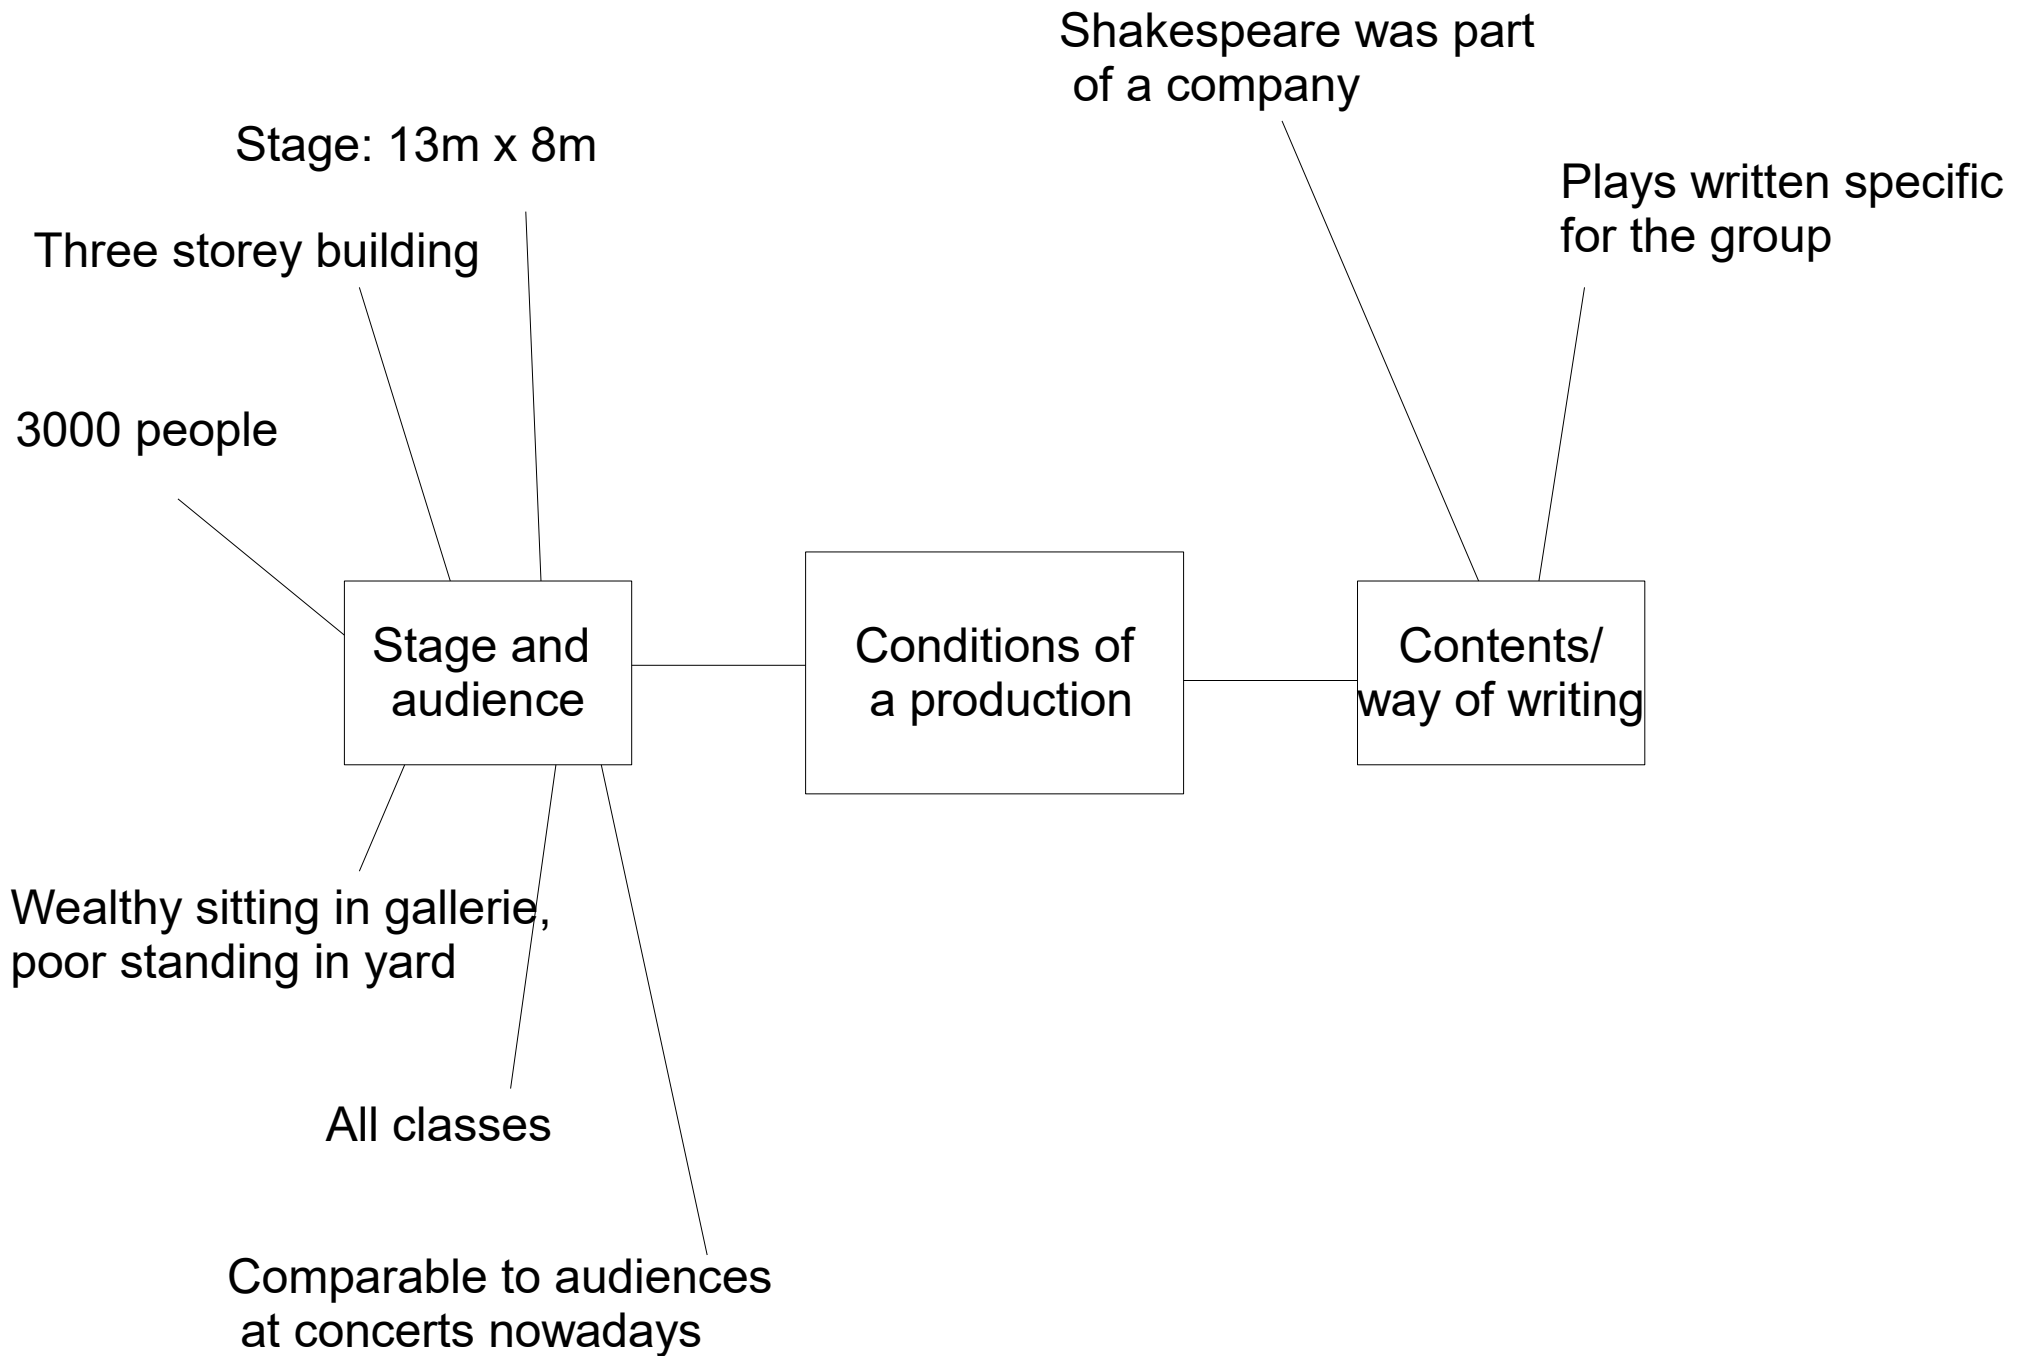 Shakespeare was part
of a company
Stage: 13m x 8m
Plays written specific
for the group
Three storey building
3000 people
Stage and
audience
Conditions of
a production
Contents/
way of writing
Wealthy sitting in gallerie,
poor standing in yard
All classes
Comparable to audiences
at concerts nowadays